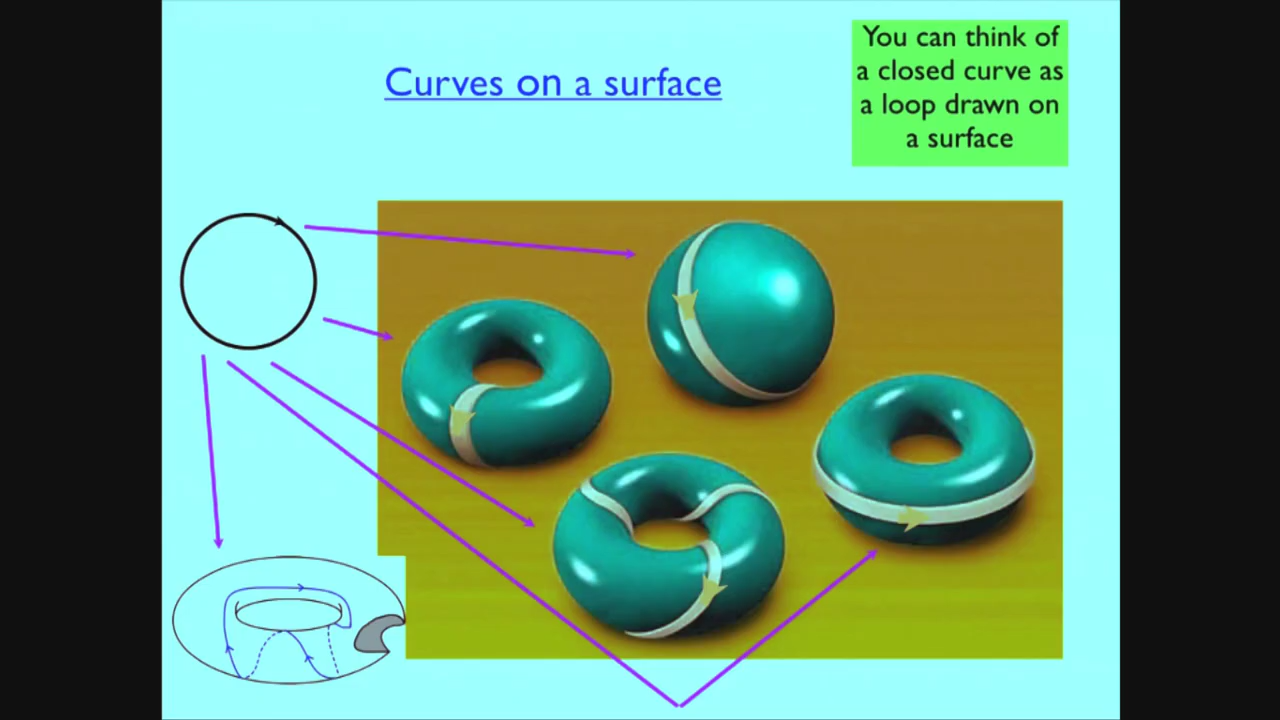 Curves on a surface
You can think of
a closed curve as
a loop drawn on
a surface